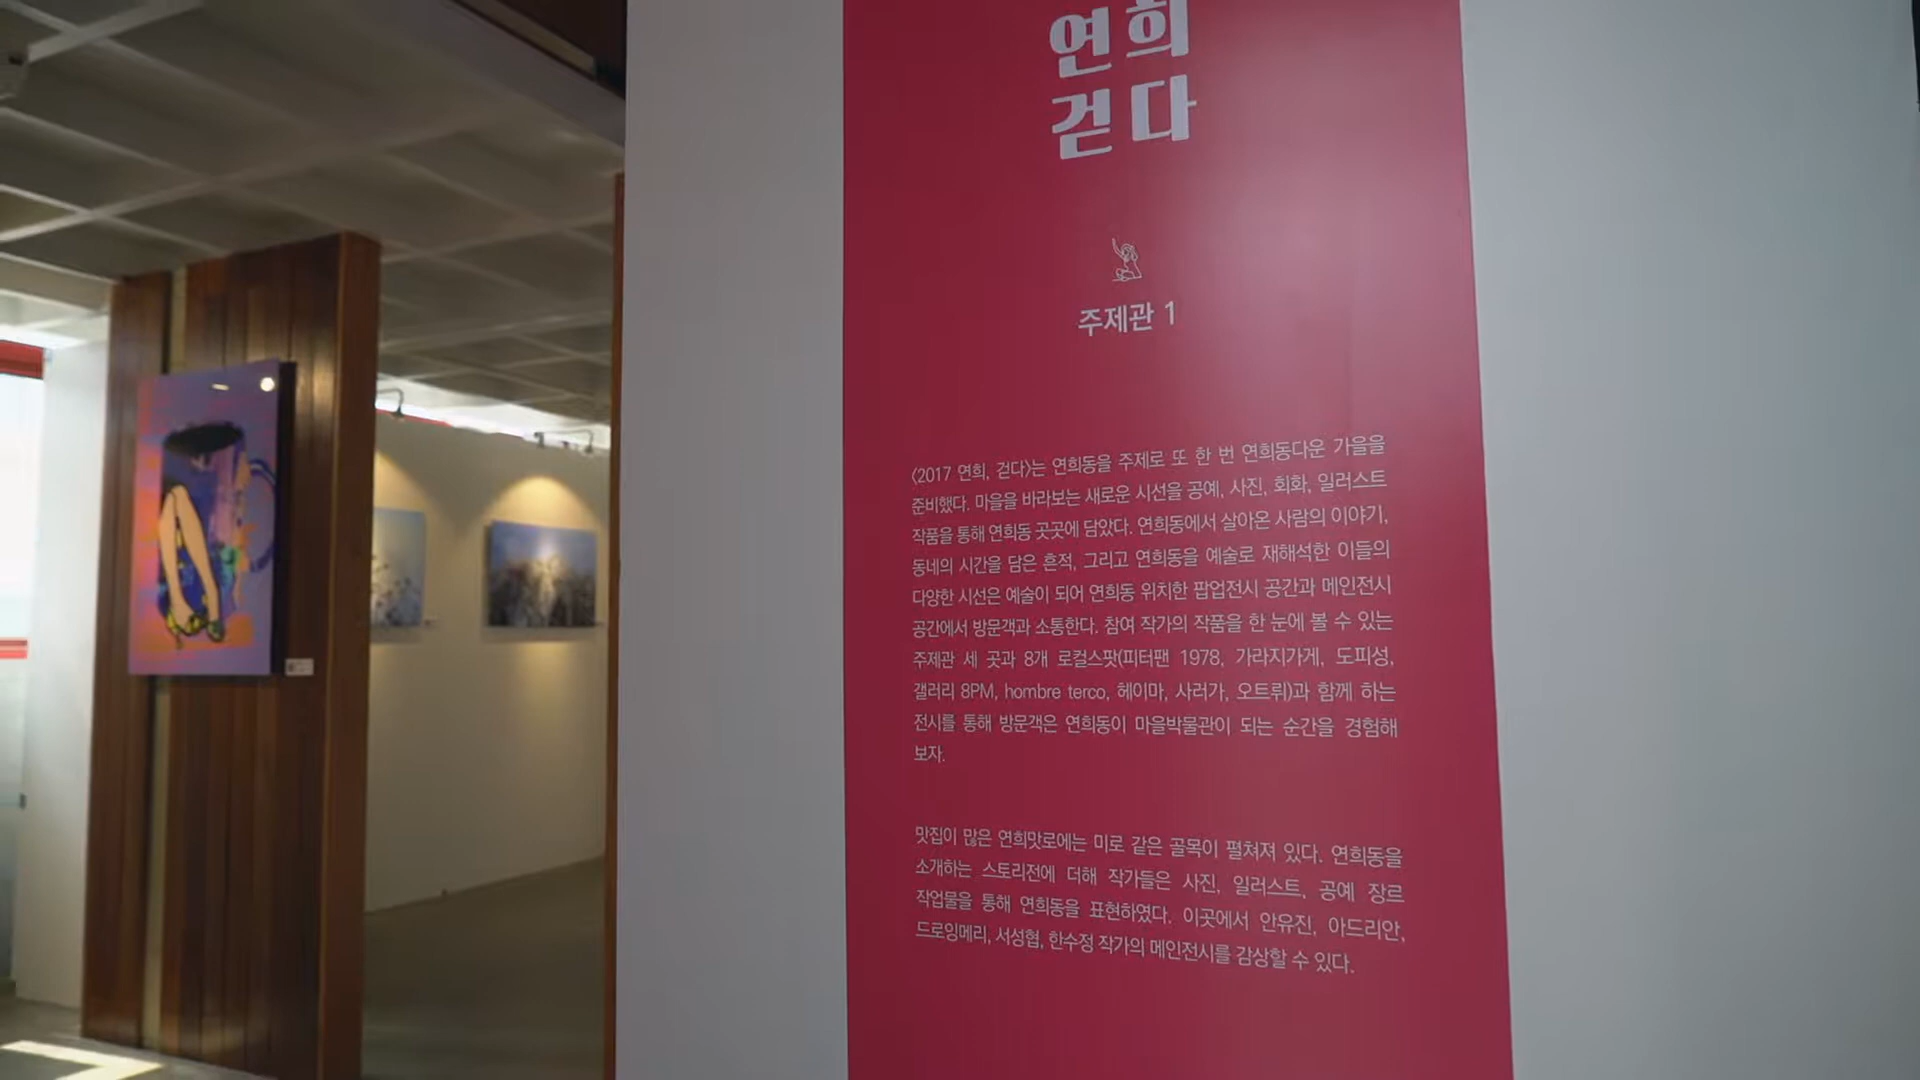 연희
걷다
주제관 1
<2017 연희, 걷다>는 연희동을 주제로 또 한 번 연희동다운 가을을
준비했다. 마을을 바라보는 새로운 시선을 공예, 사진, 회화, 일러스트
작품을 통해 연희동 곳곳에 담았다. 연희동에서 살아온 사람의 이야기,
동네의 시간을 담은 흔적, 그리고 연희동을 예술로 재해석한 이들의
다양한 시선은 예술이 되어 연희동 위치한 팝업전시 공간과 메인전시
공간에서 방문객과 소통한다. 참여 작가의 작품을 한 눈에 볼 수 있는
주제관 세 곳과 8개 로컬스팟(피터팬 1978, 가라지가게, 도피성,
갤러리 8PM, hombre terco, 헤이마, 사러가, 오트뤼)과 함께 하는
전시를 통해 방문객은 연희동이 마을박물관이 되는 순간을 경험해
보자.
맛집이 많은 연희맛로에는 미로 같은 골목이 펼쳐져 있다. 연희동을
소개하는 스토리전에 더해 작가들은 사진, 일러스트, 공예 장르
작업물을 통해 연희동을 표현하였다. 이곳에서 안유진, 아드리안,
드로잉메리, 서성협, 한수정 작가의 메인전시를 감상할 수 있다.